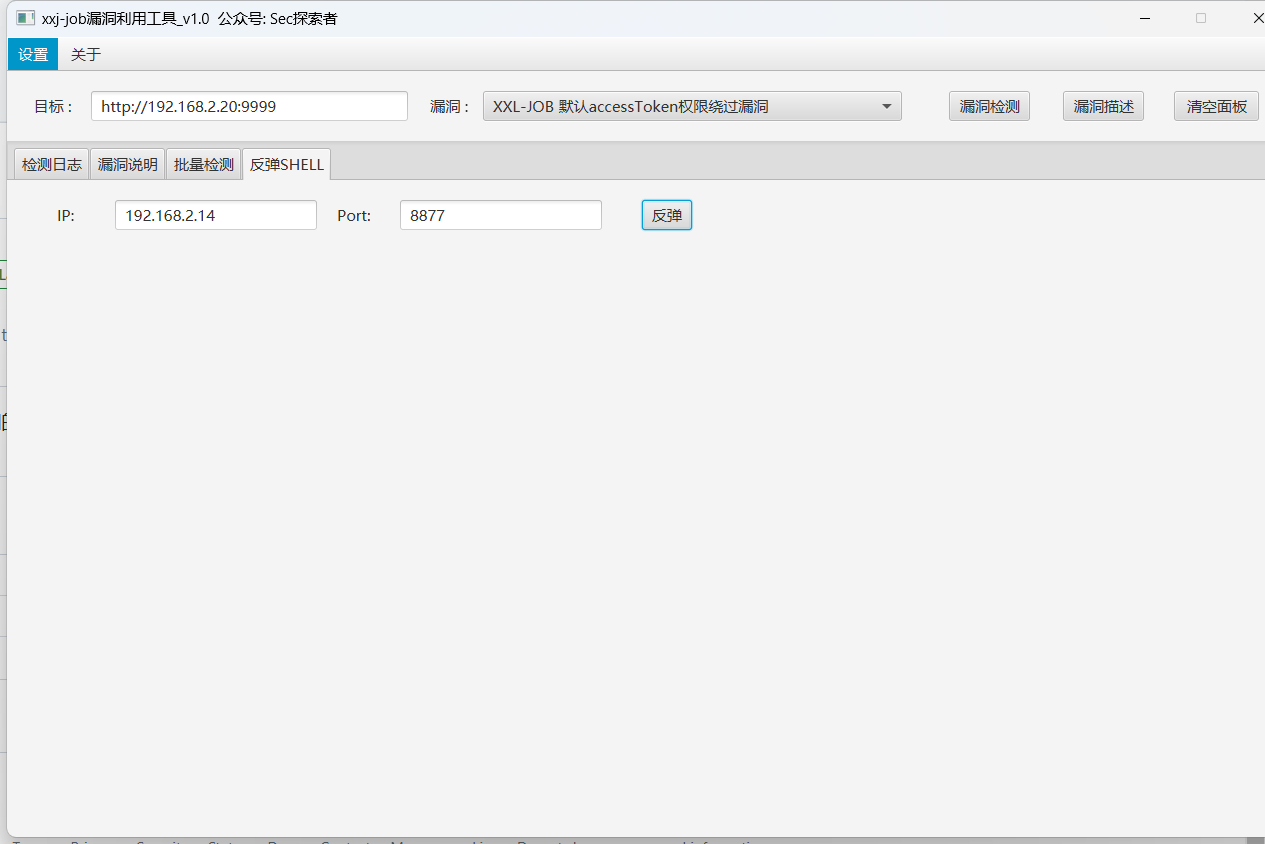 xxj-job漏洞利用工具_v1.0 公众号: Sec探索者
设置 关于
目标： http://192.168.2.20:9999 漏洞： XXL-JOB 默认accessToken权限绕过漏洞 漏洞检测 漏洞描述 清空面板
检测日志 漏洞说明 批量检测 反弹SHELL
IP: 192.168.2.14 Port: 8877 反弹